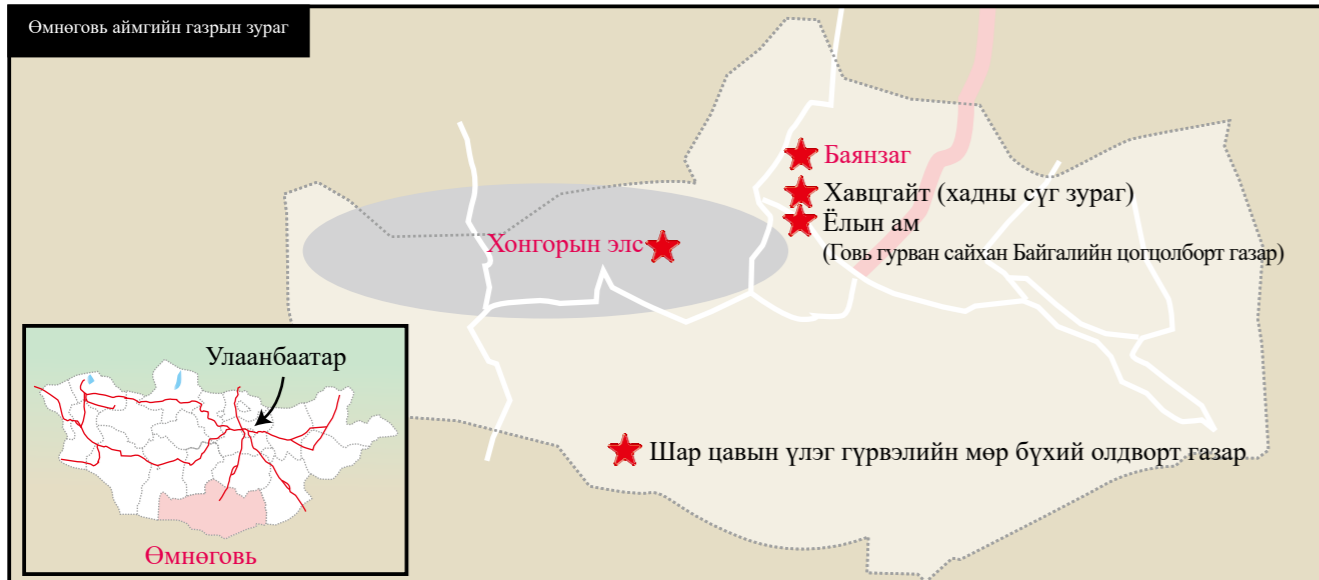 Өмнөговь аймгийн газрын зураг
Баянзаг
Хавцгайт (хадны сүг зураг)
Ёлын ам
(Говь гурван сайхан Байгалийн цогцолборт газар)
Хонгорын элс
Улаанбаатар
Шар цавын үлэг гүрвэлийн мөр бүхий олдворт газар
Өмнөговь